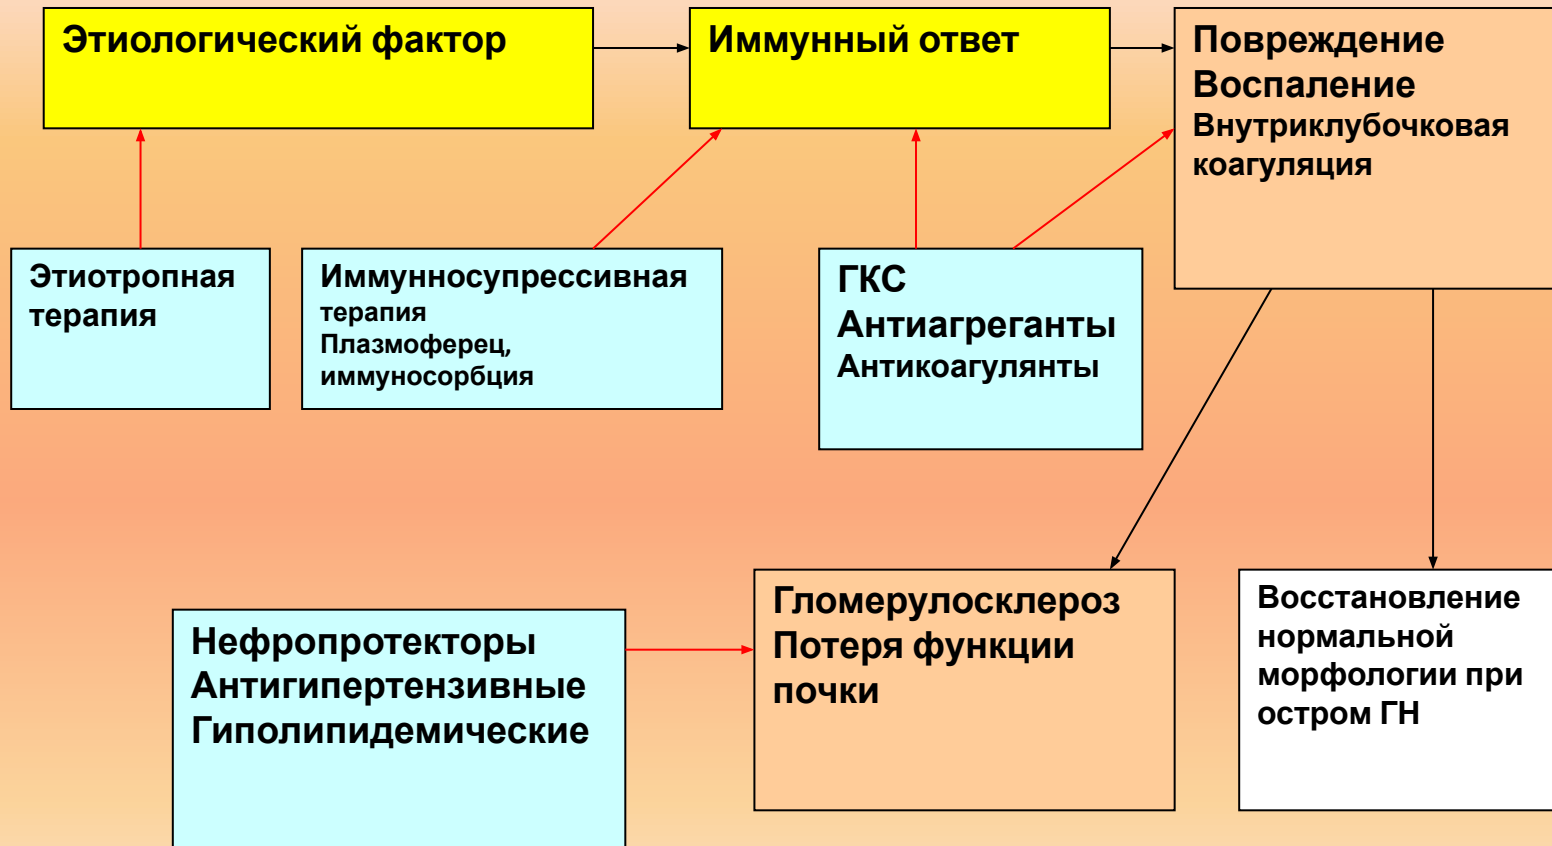 Этиологический фактор
Иммунный ответ
Повреждение
Воспаление
Внутриклубочковая
коагуляция
Этиотропная
терапия
Иммунносупрессивная
терапия
Плазмоферец,
иммуносорбция
ГКС
Антиагреганты
Антикоагулянты
Нефропротекторы
Антигипертензивные
Гиполипидемические
Гломерулосклероз
Потеря функции
почки
Восстановление
нормальной
морфологии при
остром ГН